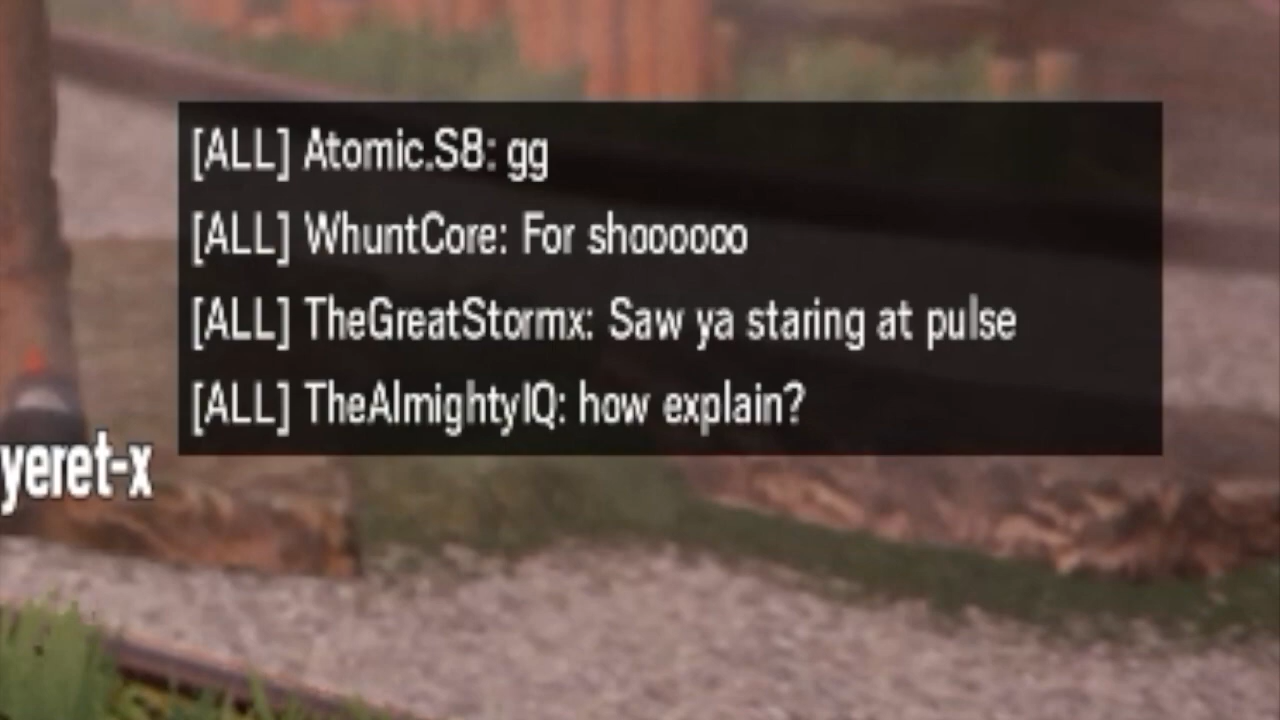 [ALL] Atomic.S8: gg
[ALL] WhuntCore: For shoooooo
[ALL] TheGreatStormx: Saw ya staring at pulse
[ALL] TheAlmightyIQ: how explain?
yeret-x